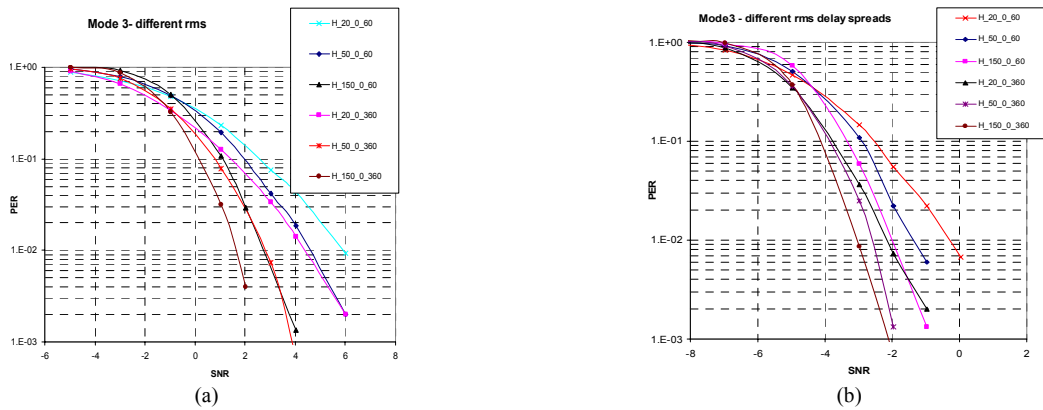 Mode 3- different rms
H_20_0_60
H_50_0_60
H_150_0_60
H_20_0_360
H_50_0_360
H_150_0_360
1.E+00
1.E-01
1.E-02
1.E-03
PER
-6 -4 -2 0 2 4 6 8
SNR
(a)
Mode3 - different rms delay spreads
H_20_0_60
H_50_0_60
H_150_0_60
H_20_0_360
H_50_0_360
H_150_0_360
1.E+00
1.E-01
1.E-02
1.E-03
PER
-8 -6 -4 -2 0 2
SNR
(b)